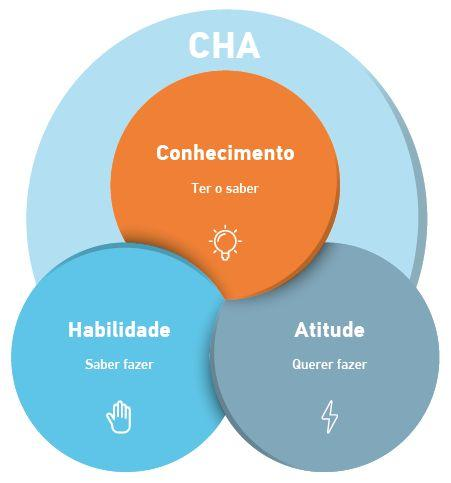 CHA
Conhecimento
Ter o saber
Habilidade
Saber fazer
Atitude
Querer fazer